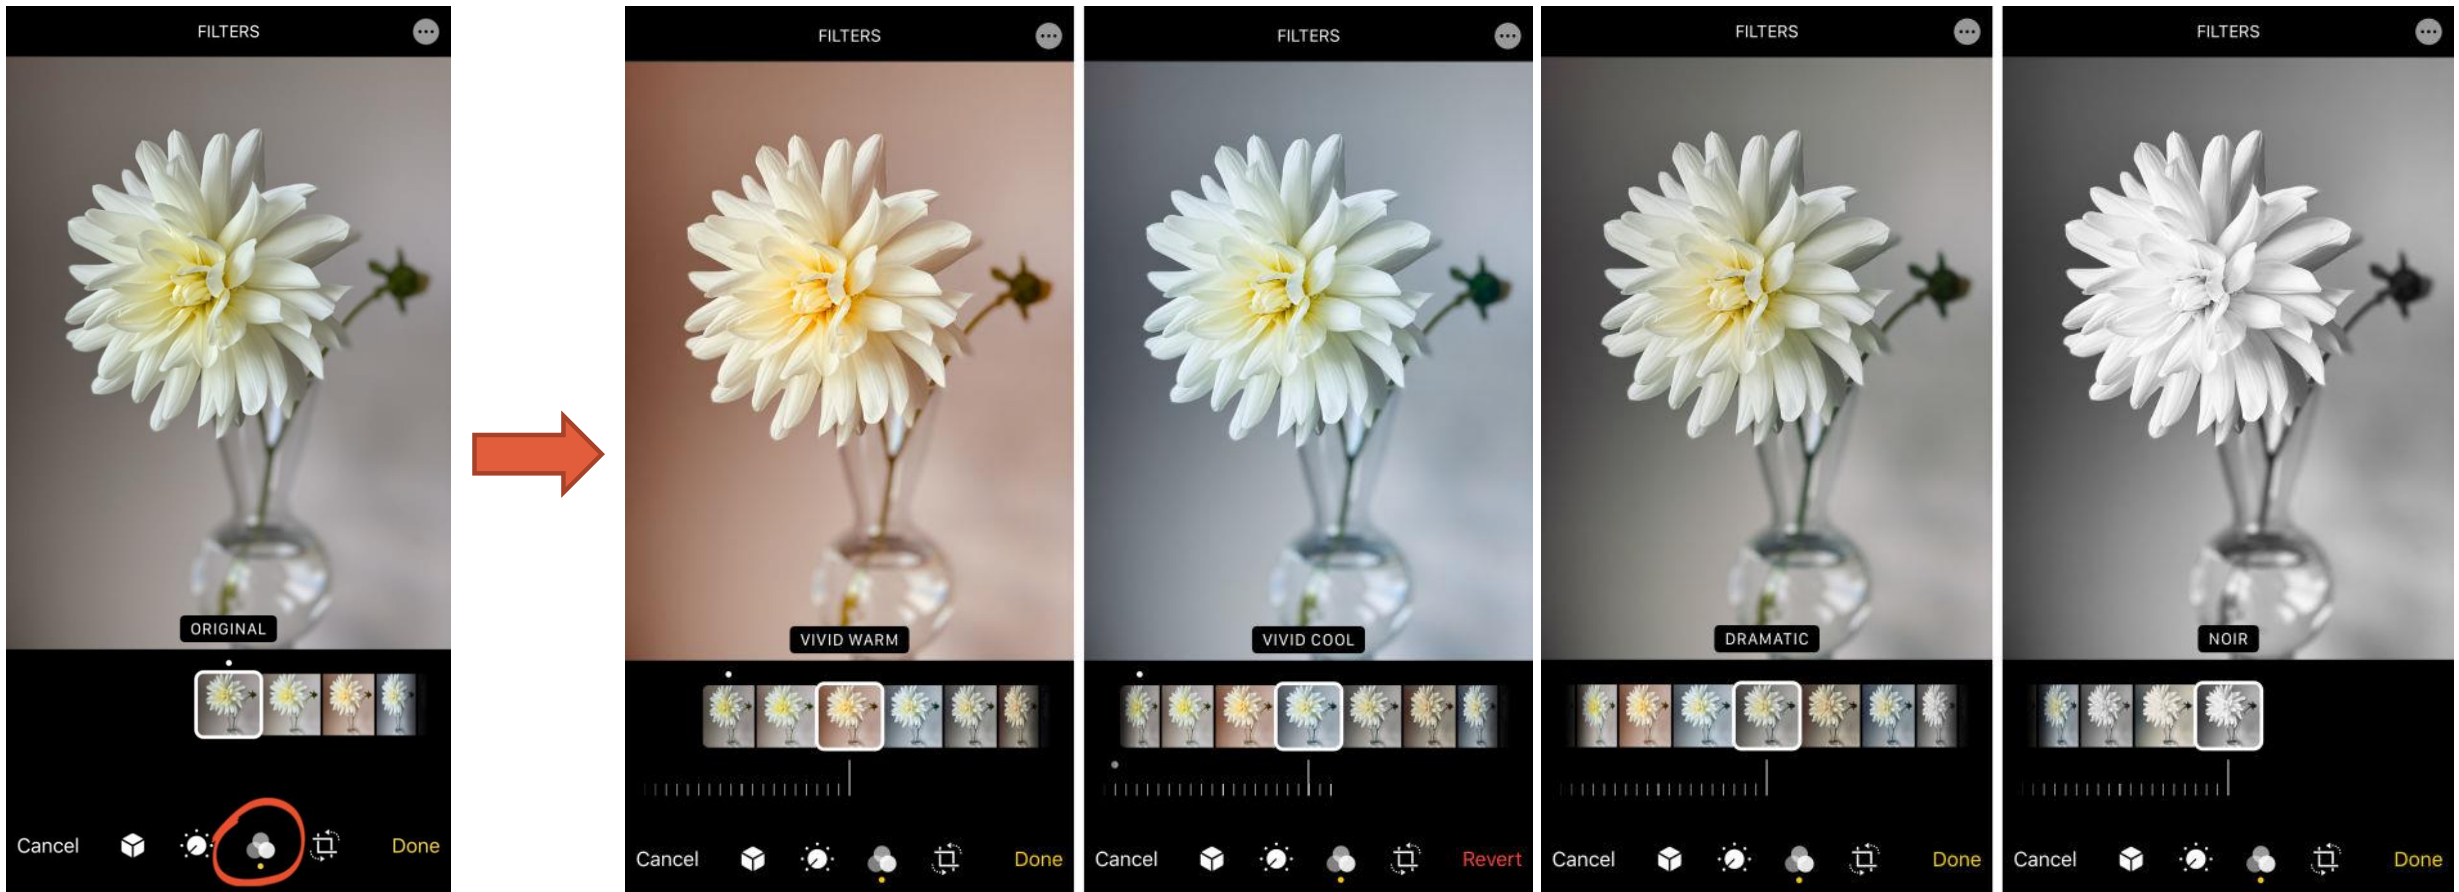 FILTERS
ORIGINAL
Cancel
Done
FILTERS
VIVID WARM
Cancel
Done
FILTERS
VIVID COOL
Cancel
Revert
FILTERS
DRAMATIC
Cancel
Done
FILTERS
NOIR
Cancel
Done